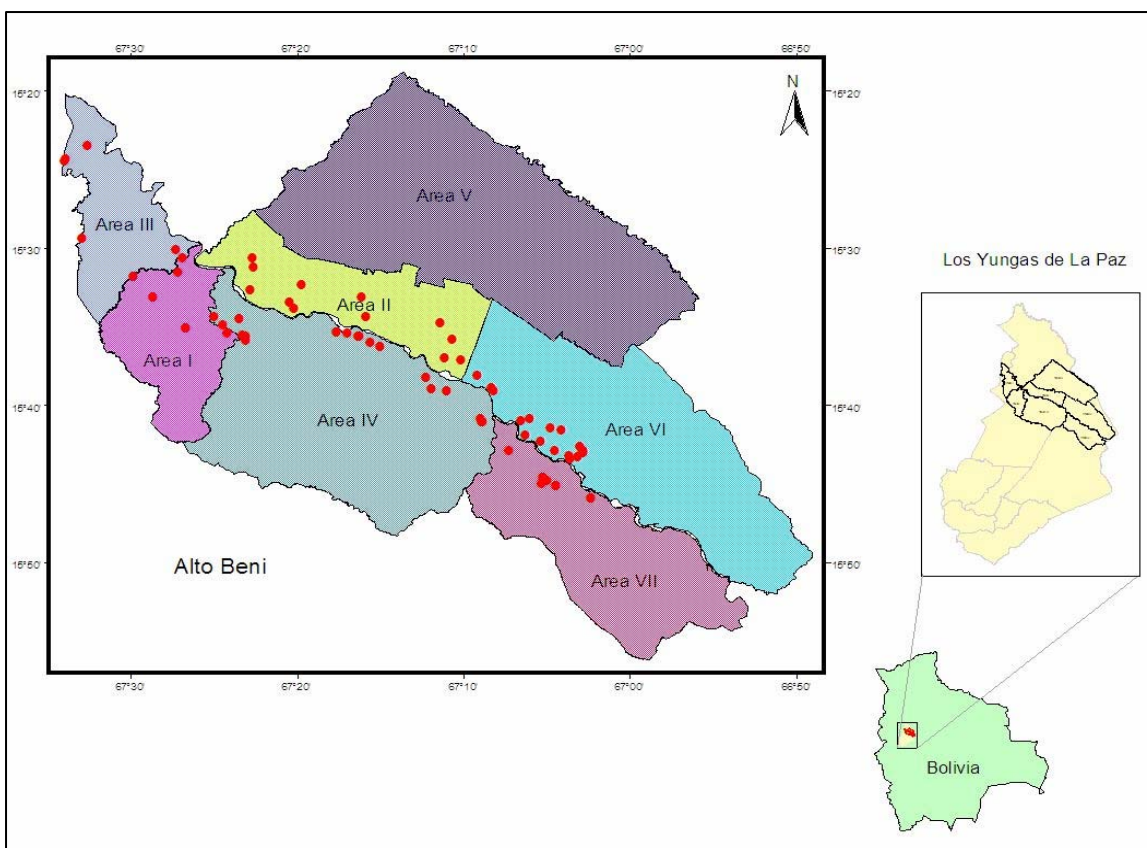 67°30'
67°20'
67°10'
67°00'
66°50'
15°20'
15°20'
N
Area V
Area III
15°30'
15°30'
Los Yungas de La Paz
Area II
Area I
15°40'
Area IV
Area VI
15°40'
15°50'
Alto Beni
Area VII
15°50'
67°30'
67°20'
67°10'
67°00'
66°50'
Bolivia